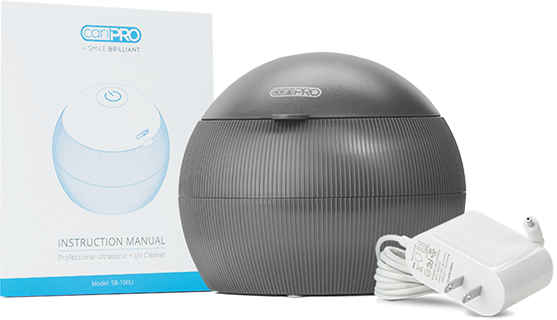 cariPRO
+ SMILE BRILLIANT
INSTRUCTION MANUAL
Professional Ultrasonic + UV Cleaner
Model: SB-100U
cariPRO